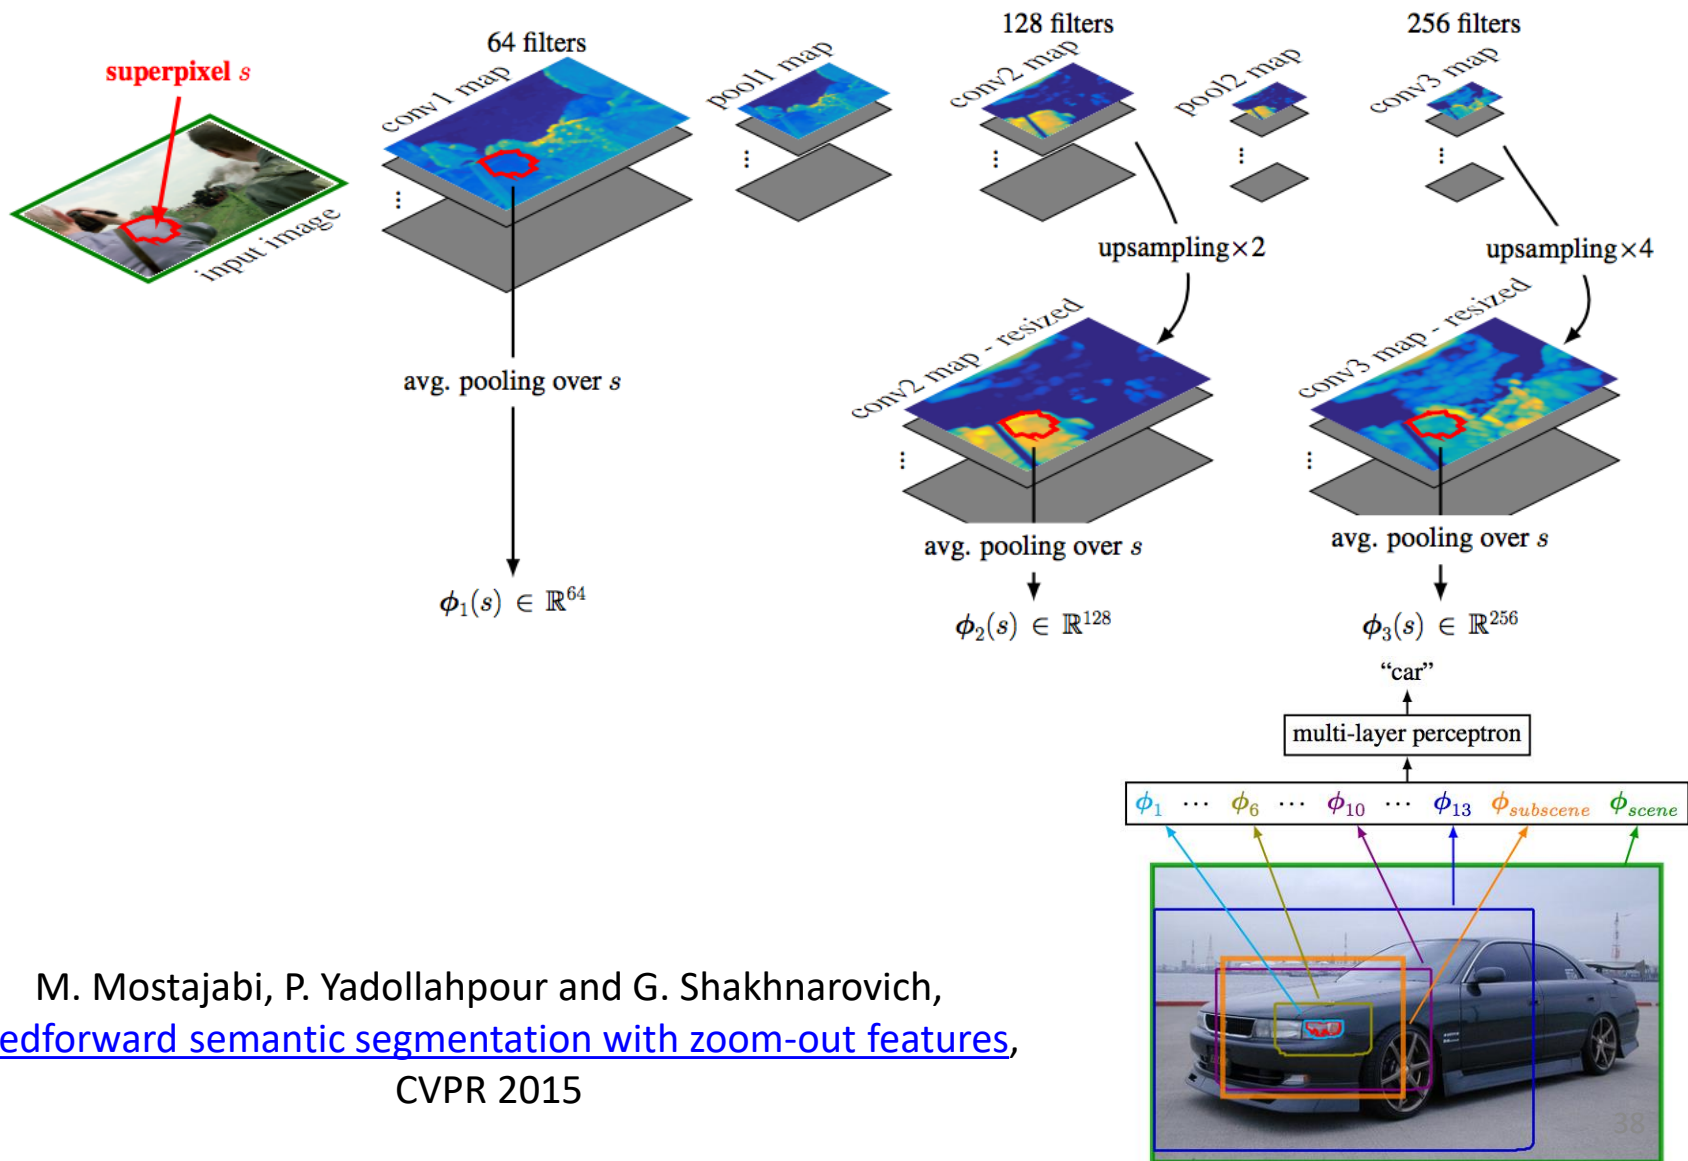 64 filters
128 filters
256 filters
superpixel s
conv1 map
pool1 map
conv2 map
pool2 map
conv3 map
input image
⋮
⋮
⋮
⋮
⋮
upsampling×2
upsampling×4
conv2 map - resized
conv3 map - resized
⋮
⋮
avg. pooling over s
avg. pooling over s
avg. pooling over s
ϕ₁(s) ∈ ℝ⁶⁴
ϕ₂(s) ∈ ℝ¹²⁸
ϕ₃(s) ∈ ℝ²⁵⁶
“car”
multi-layer perceptron
ϕ₁ ⋯ ϕ₆ ⋯ ϕ₁₀ ⋯ ϕ₁₃ ϕ_subscene ϕ_scene
M. Mostajabi, P. Yadollahpour and G. Shakhnarovich,
edforward semantic segmentation with zoom-out features,
CVPR 2015
38